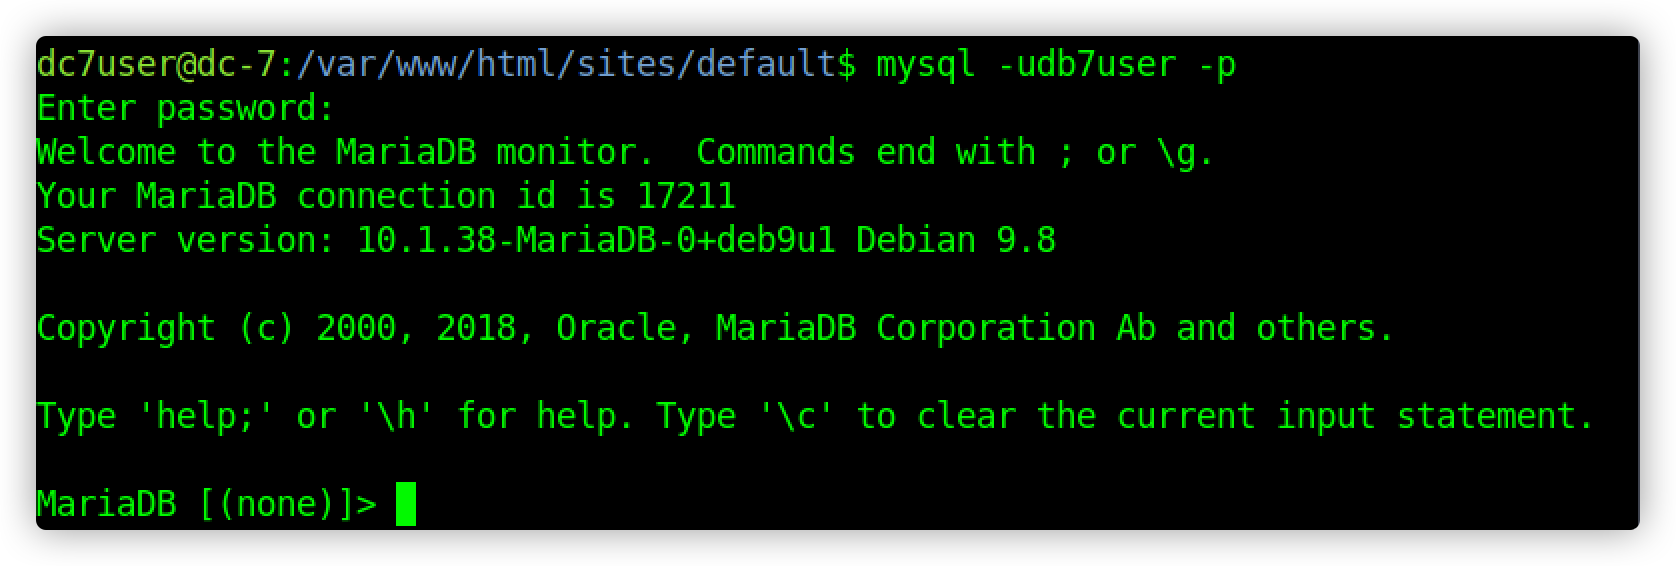 dc7user@dc-7:/var/www/html/sites/default$ mysql -udb7user -p
Enter password:
Welcome to the MariaDB monitor.  Commands end with ; or \g.
Your MariaDB connection id is 17211
Server version: 10.1.38-MariaDB-0+deb9u1 Debian 9.8
Copyright (c) 2000, 2018, Oracle, MariaDB Corporation Ab and others.
Type 'help;' or '\h' for help. Type '\c' to clear the current input statement.
MariaDB [(none)]>